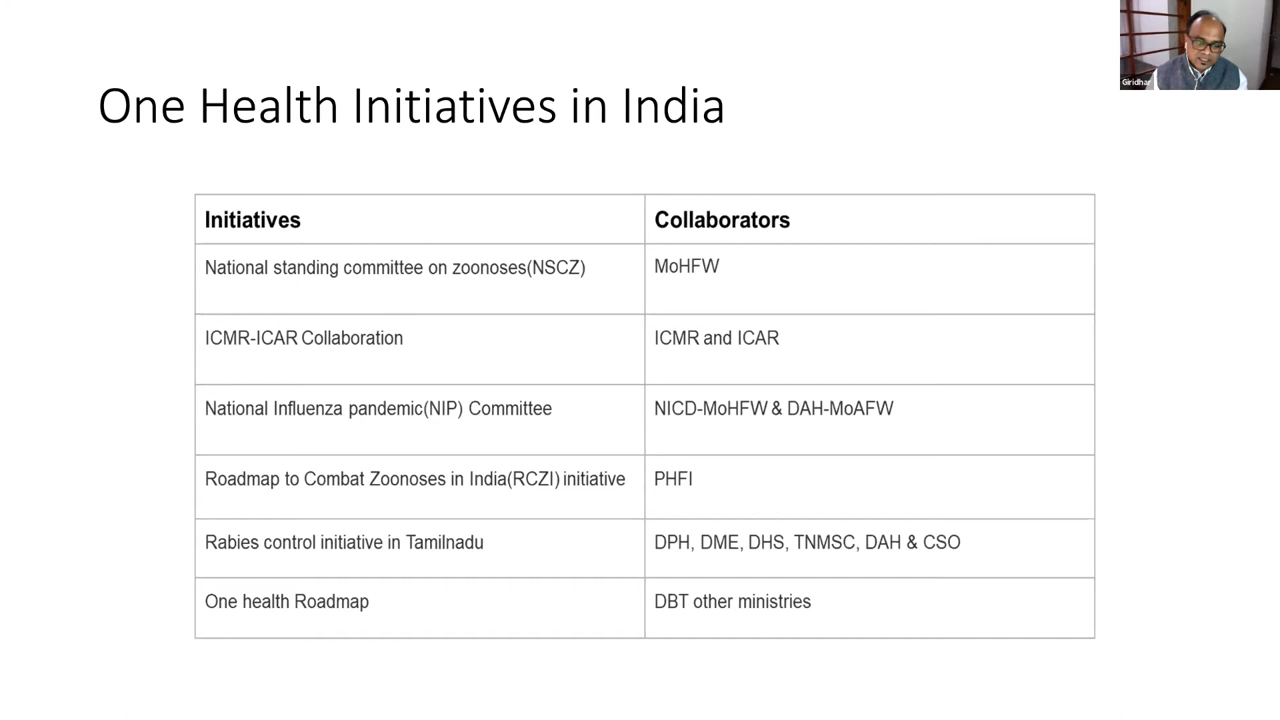 Giridhar
One Health Initiatives in India
Initiatives Collaborators
National standing committee on zoonoses(NSCZ) MoHFW
ICMR-ICAR Collaboration ICMR and ICAR
National Influenza pandemic(NIP) Committee NICD-MoHFW & DAH-MoAFW
Roadmap to Combat Zoonoses in India(RCZI) initiative PHFI
Rabies control initiative in Tamilnadu DPH, DME, DHS, TNMSC, DAH & CSO
One health Roadmap DBT other ministries